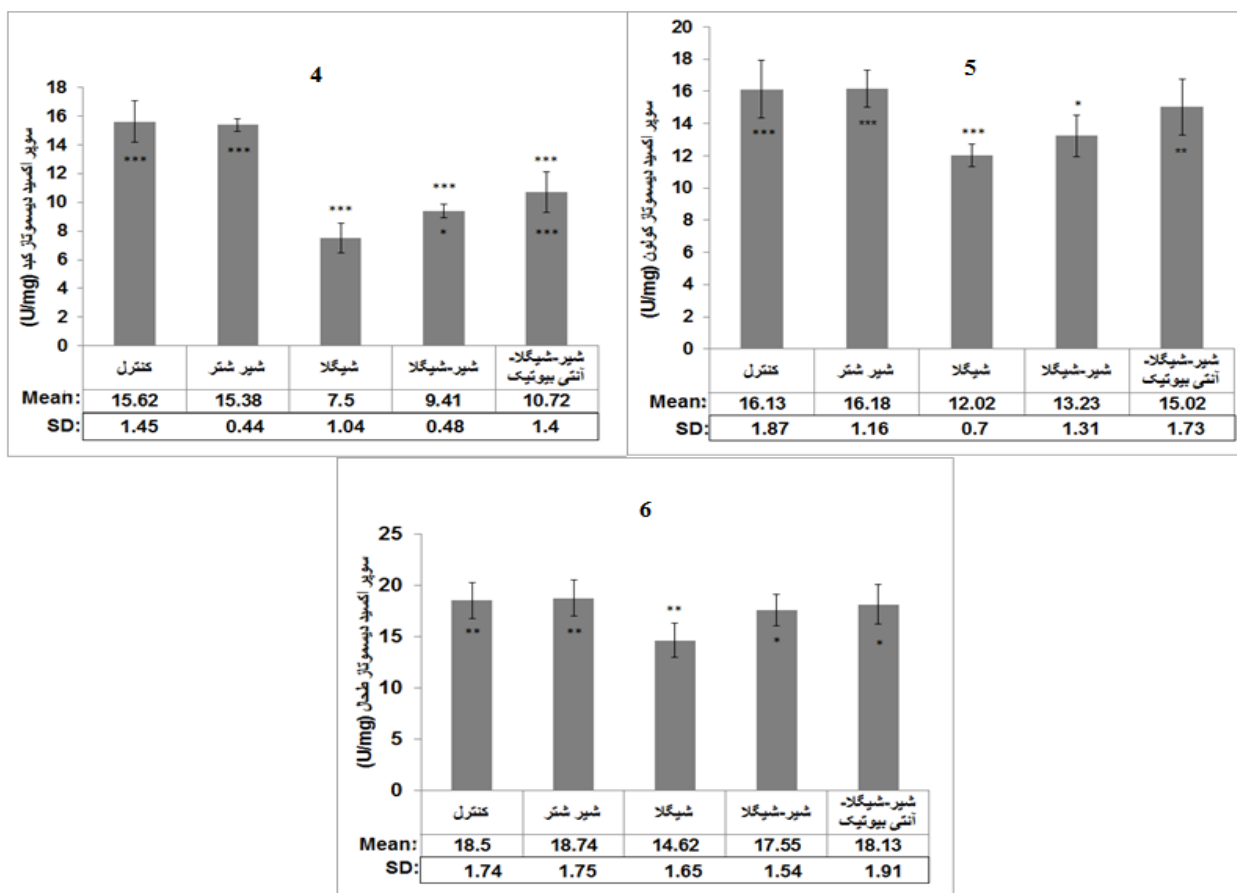 4
سوپر اکسید دیسموتاز کبد (U/mg)
18
16
14
12
10
8
6
4
2
0
*** *** *** *** ***
* ***
کنترل شیر شتر شیگلا شیر-شیگلا شیر-شیگلا-
آنتی بیوتیک
Mean: 15.62 15.38 7.5 9.41 10.72
SD: 1.45 0.44 1.04 0.48 1.4
5
سوپر اکسید دیسموتاز کولون (U/mg)
20
18
16
14
12
10
8
6
4
2
0
*** *** *** * **
کنترل شیر شتر شیگلا شیر-شیگلا شیر-شیگلا-
آنتی بیوتیک
Mean: 16.13 16.18 12.02 13.23 15.02
SD: 1.87 1.16 0.7 1.31 1.73
6
سوپر اکسید دیسموتاز طحال (U/mg)
25
20
15
10
5
0
** ** ** * *
کنترل شیر شتر شیگلا شیر-شیگلا شیر-شیگلا-
آنتی بیوتیک
Mean: 18.5 18.74 14.62 17.55 18.13
SD: 1.74 1.75 1.65 1.54 1.91